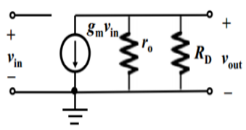 +
+
g_m v_in
r_o
R_D
v_in
v_out
−
−